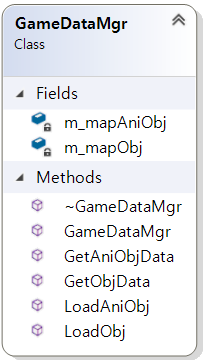 GameDataMgr
Class
Fields
m_mapAniObj
m_mapObj
Methods
~GameDataMgr
GameDataMgr
GetAniObjData
GetObjData
LoadAniObj
LoadObj